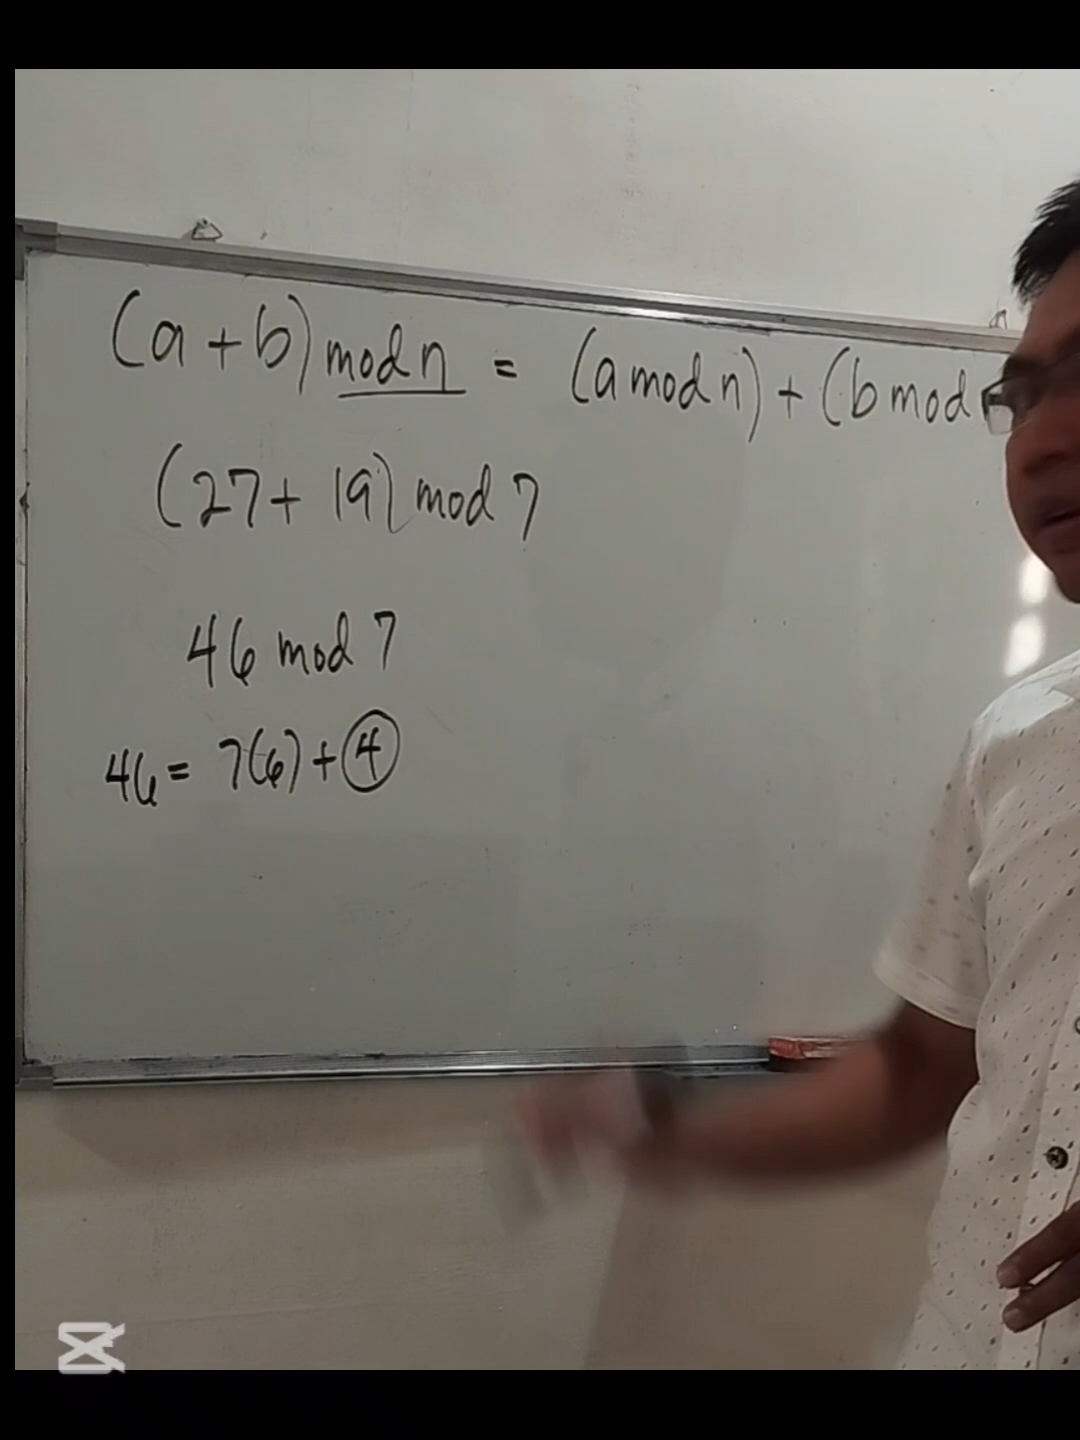 (a + b) mod n = (a mod n) + (b mod
(27 + 19) mod 7
46 mod 7
46 = 7(6) + 4